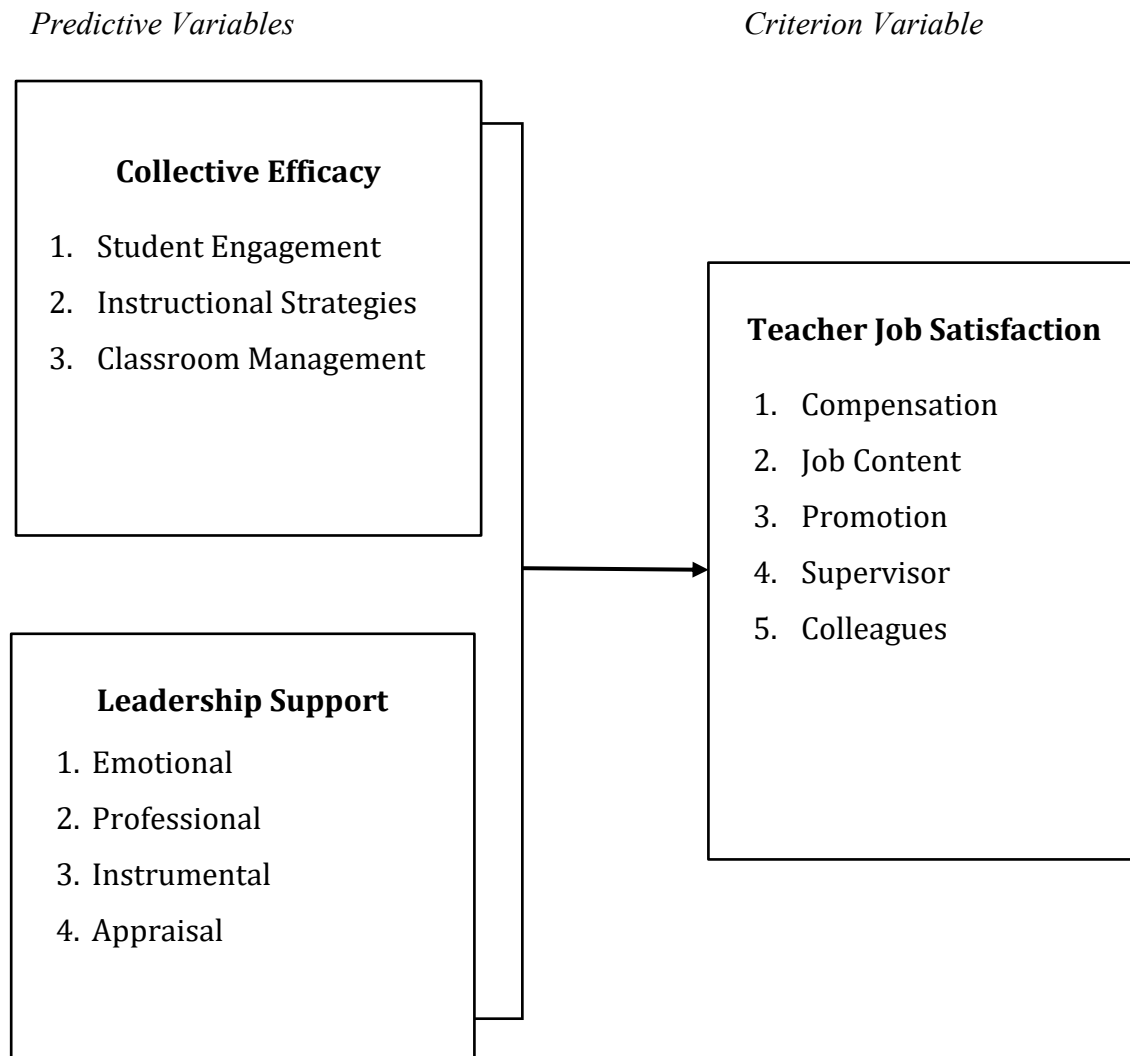 Predictive Variables
Criterion Variable
Collective Efficacy
1. Student Engagement
2. Instructional Strategies
3. Classroom Management
Teacher Job Satisfaction
1. Compensation
2. Job Content
3. Promotion
4. Supervisor
5. Colleagues
Leadership Support
1. Emotional
2. Professional
3. Instrumental
4. Appraisal